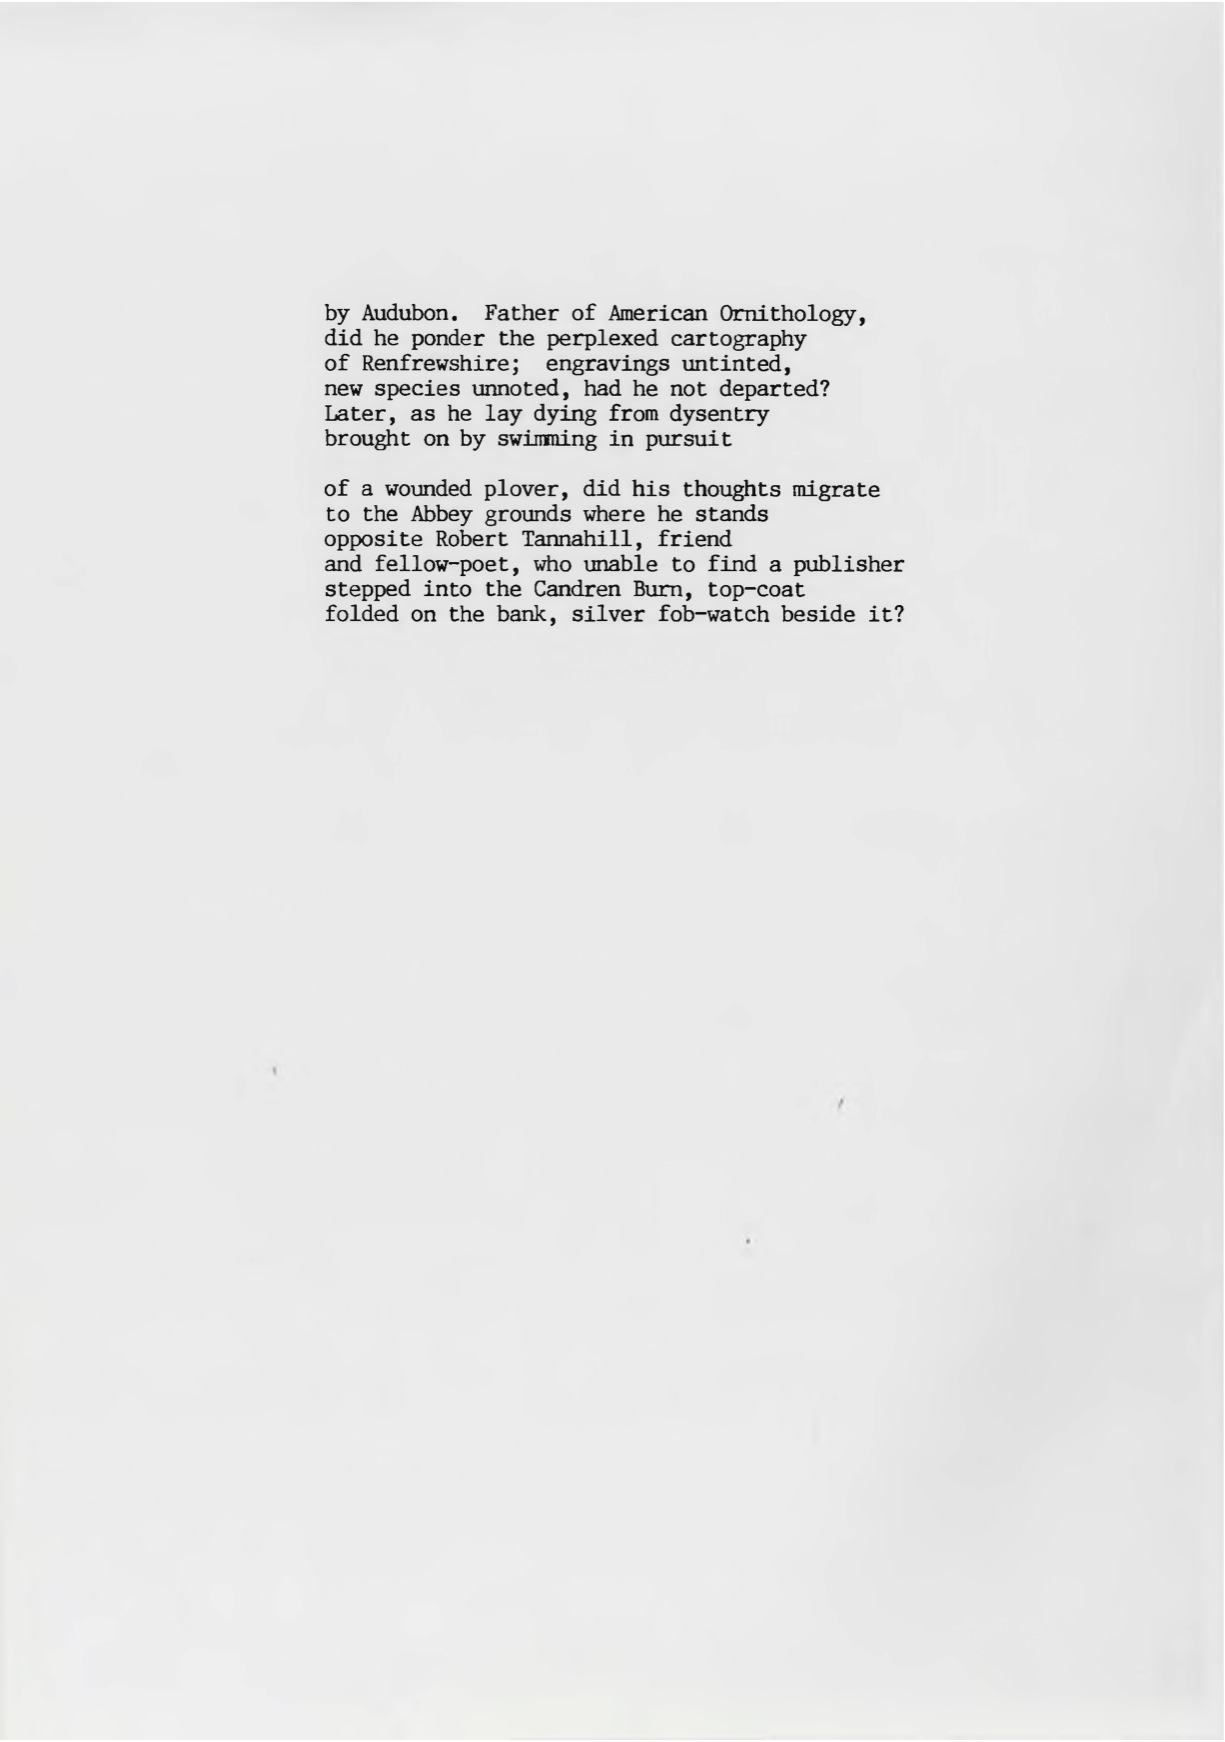 by Audubon.  Father of American Ornithology,
did he ponder the perplexed cartography
of Renfrewshire;  engravings untinted,
new species unnoted, had he not departed?
Later, as he lay dying from dysentry
brought on by swimming in pursuit

of a wounded plover, did his thoughts migrate
to the Abbey grounds where he stands
opposite Robert Tannahill, friend
and fellow-poet, who unable to find a publisher
stepped into the Candren Burn, top-coat
folded on the bank, silver fob-watch beside it?